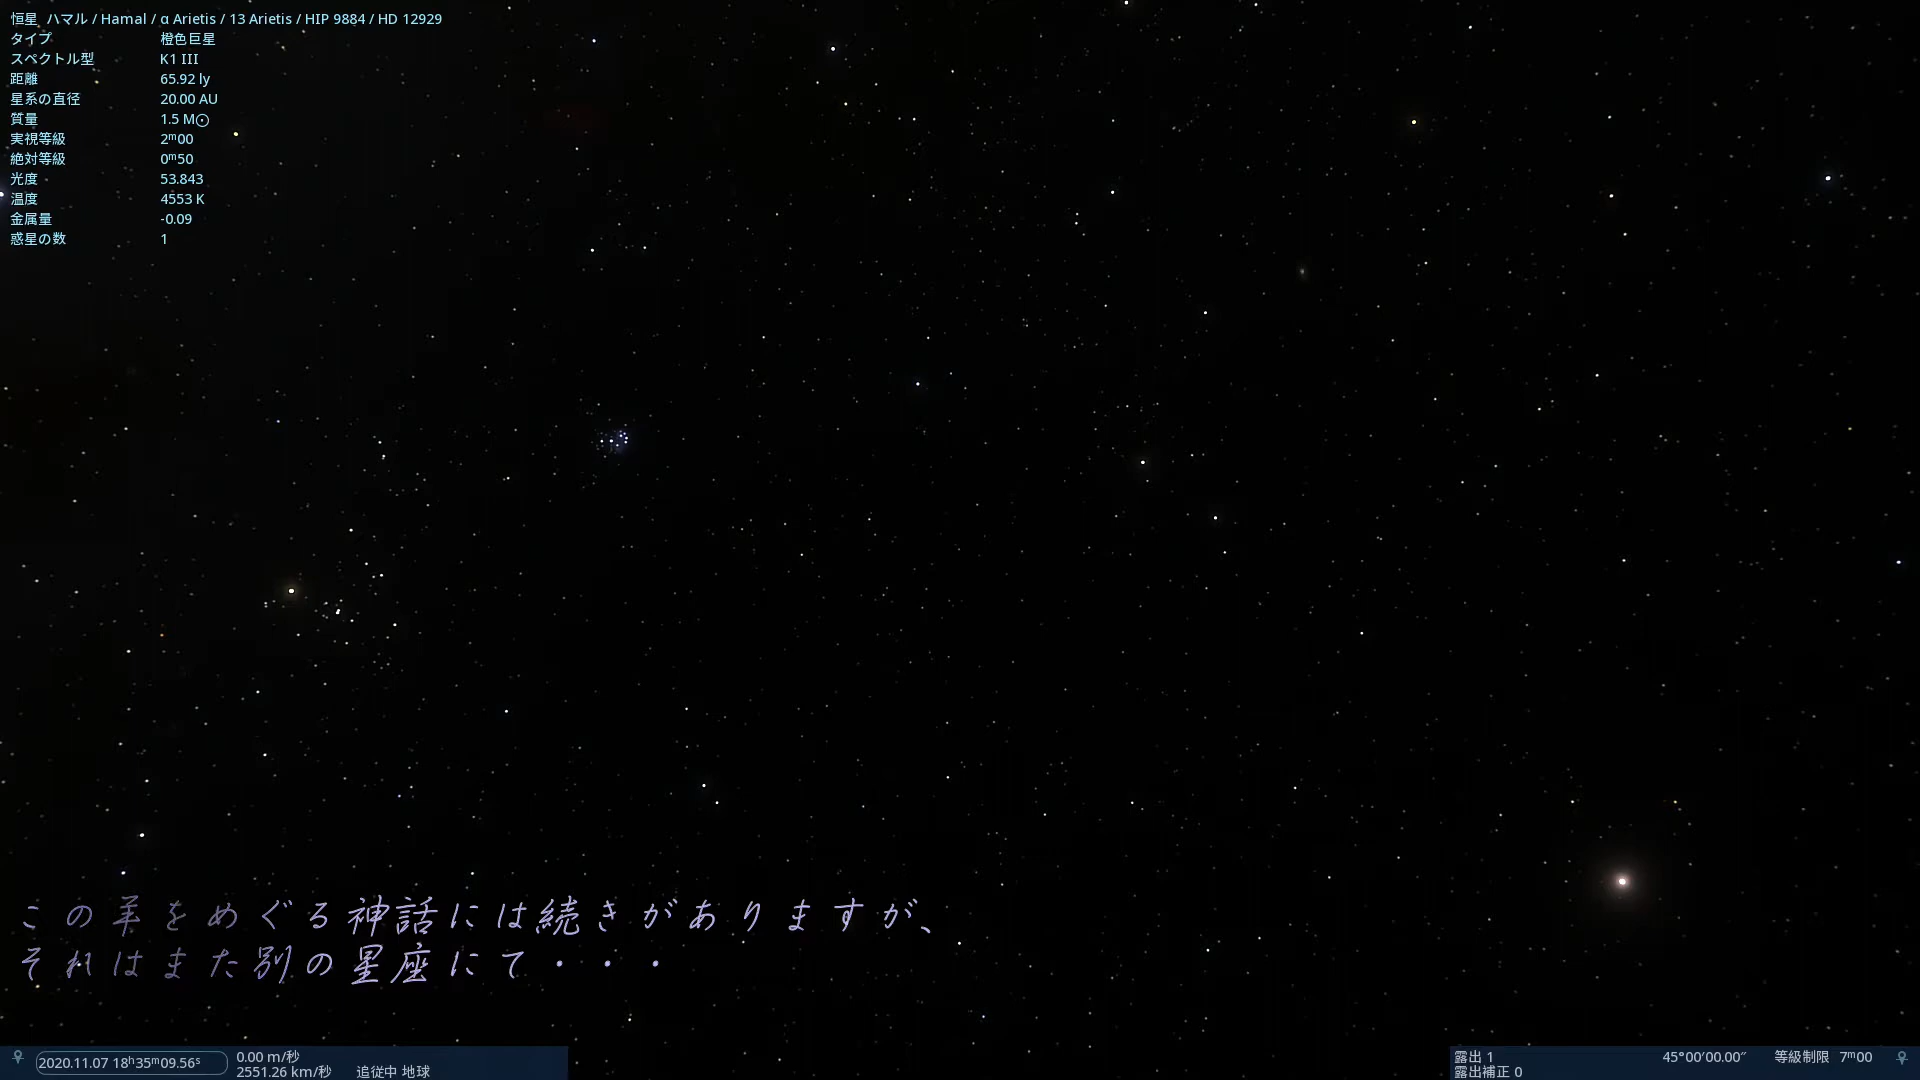 恒星 ハマル / Hamal / α Arietis / 13 Arietis / HIP 9884 / HD 12929
タイプ 橙色巨星
スペクトル型 K1 III
距離 65.92 ly
星系の直径 20.00 AU
質量 1.5 M☉
実視等級 2ᵐ00
絶対等級 0ᵐ50
光度 53.843
温度 4553 K
金属量 -0.09
惑星の数 1
この羊をめぐる神話には続きがありますが、
それはまた別の星座にて・・・
2020.11.07 18ʰ35ᵐ09.56ˢ
0.00 m/秒
2551.26 km/秒 追従中 地球
露出 1 45°00′00.00″ 等級制限 7ᵐ00
露出補正 0